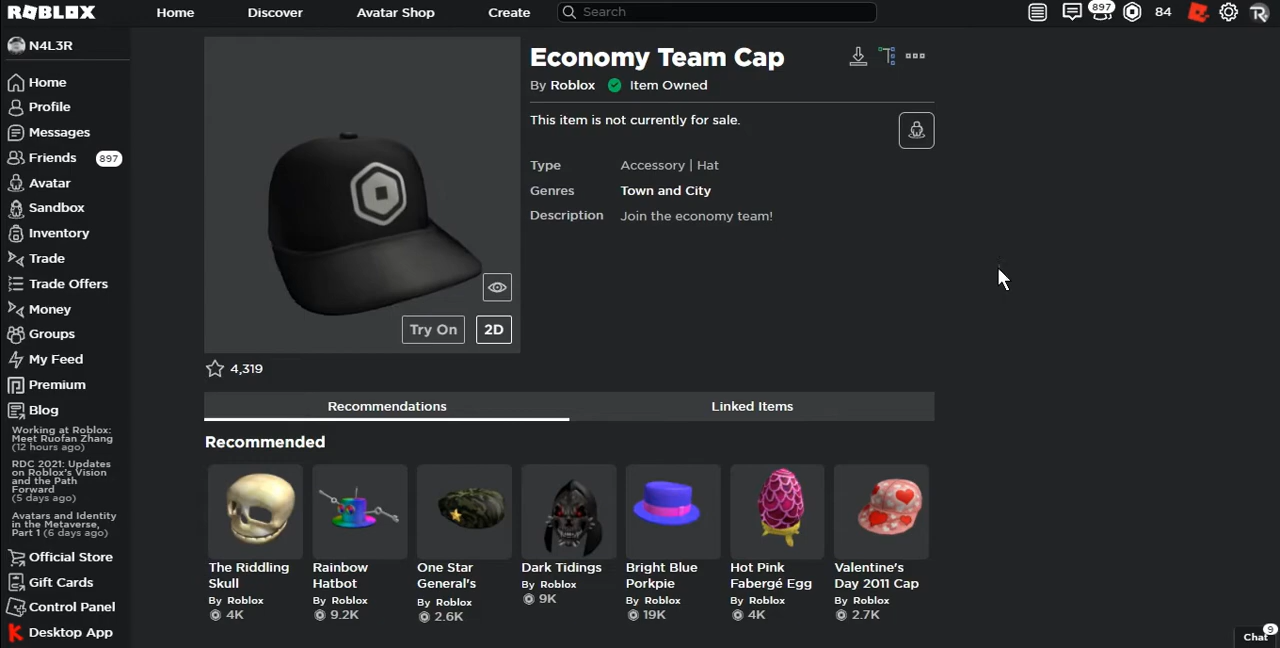 ROBLOX Home Discover Avatar Shop Create Search 897 84
N4L3R
Home
Profile
Messages
Friends 897
Avatar
Sandbox
Inventory
Trade
Trade Offers
Money
Groups
My Feed
Premium
Blog
Working at Roblox:
Meet Ruofan Zhang
(12 hours ago)
RDC 2021: Updates
on Roblox's Vision
and the Path
Forward
(5 days ago)
Avatars and Identity
in the Metaverse,
Part 1 (6 days ago)
Official Store
Gift Cards
Control Panel
Desktop App
Economy Team Cap
By Roblox Item Owned
This item is not currently for sale.
Type Accessory | Hat
Genres Town and City
Description Join the economy team!
Try On 2D
4,319
Recommendations Linked Items
Recommended
The Riddling
Skull
By Roblox
4K
Rainbow
Hatbot
By Roblox
9.2K
One Star
General's
By Roblox
2.6K
Dark Tidings
By Roblox
9K
Bright Blue
Porkpie
By Roblox
19K
Hot Pink
Fabergé Egg
By Roblox
4K
Valentine's
Day 2011 Cap
By Roblox
2.7K
Chat 9